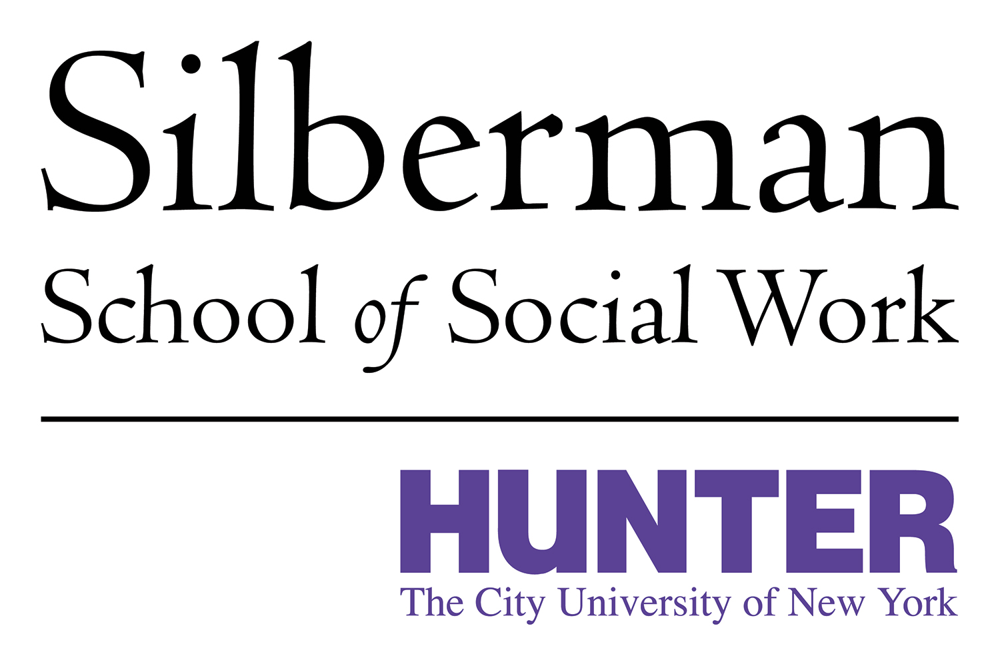 Silberman
School of Social Work
HUNTER
The City University of New York